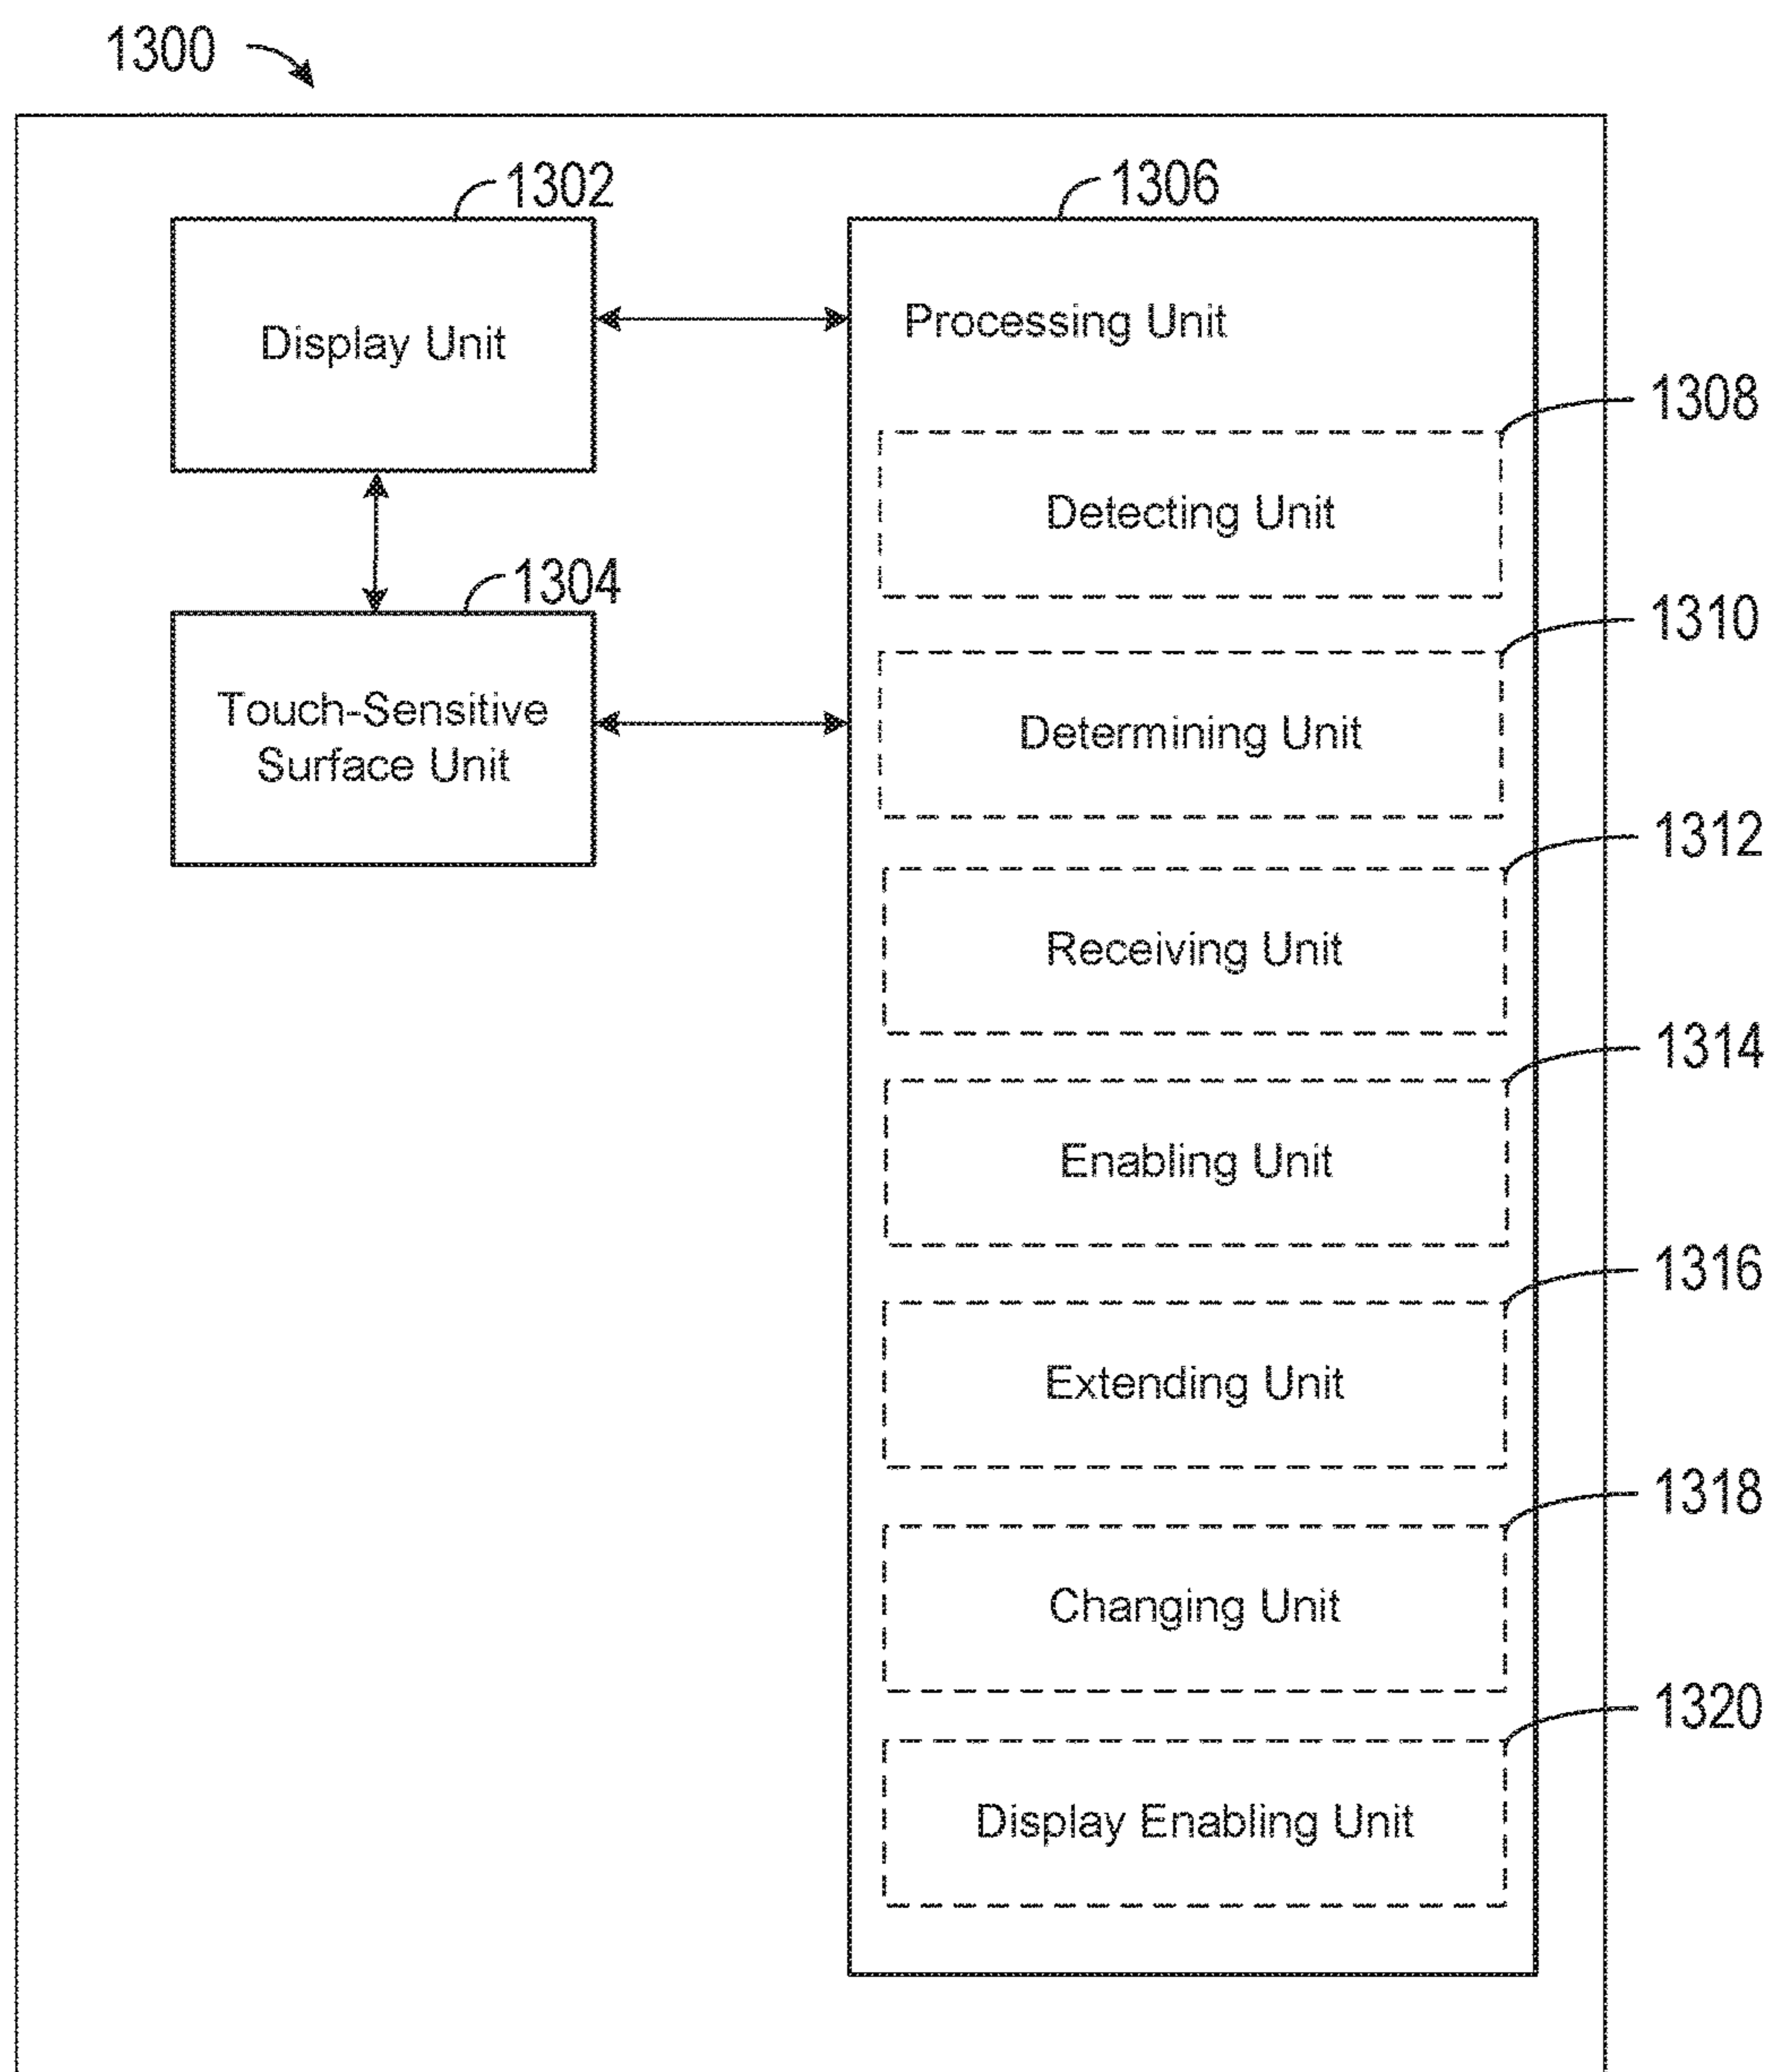 1300
1302
1306
Display Unit
Processing Unit
1308
Detecting Unit
1304
1310
Touch-Sensitive
Surface Unit
Determining Unit
1312
Receiving Unit
1314
Enabling Unit
1316
Extending Unit
1318
Changing Unit
1320
Display Enabling Unit